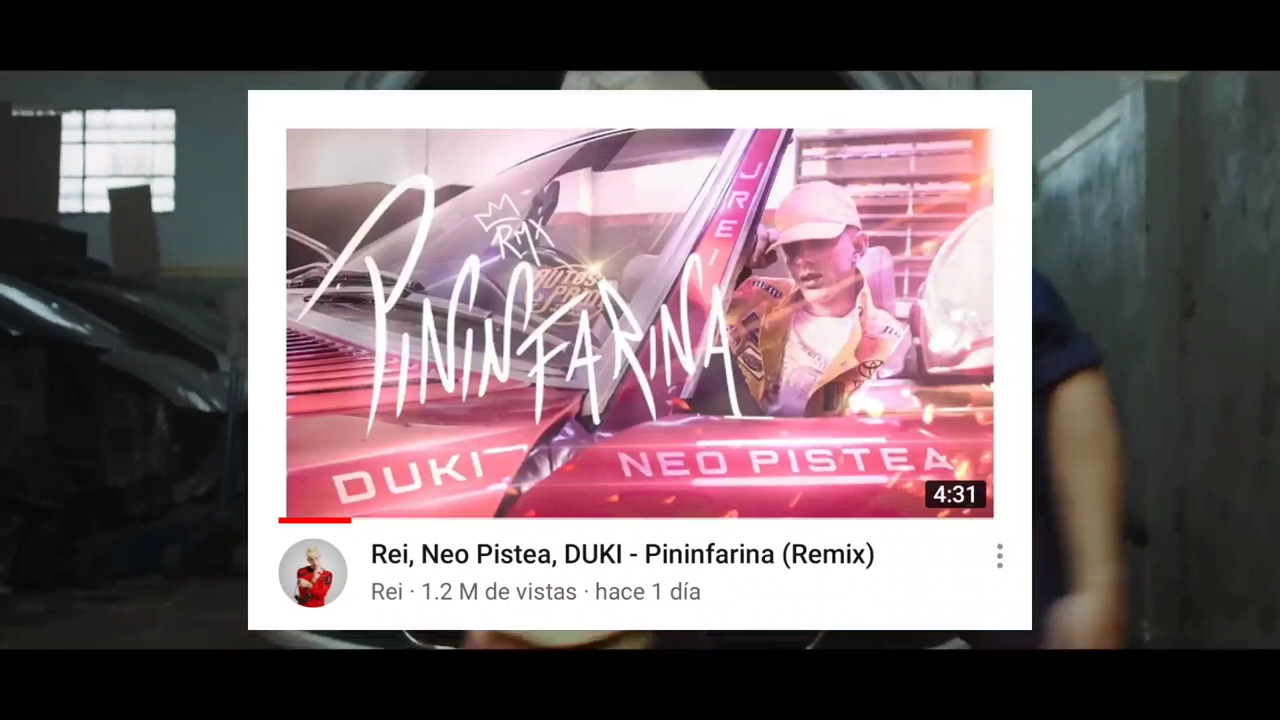 RMX
PININFARINA
DUKI
NEO PISTEA
4:31
Rei, Neo Pistea, DUKI - Pininfarina (Remix)
Rei · 1.2 M de vistas · hace 1 día